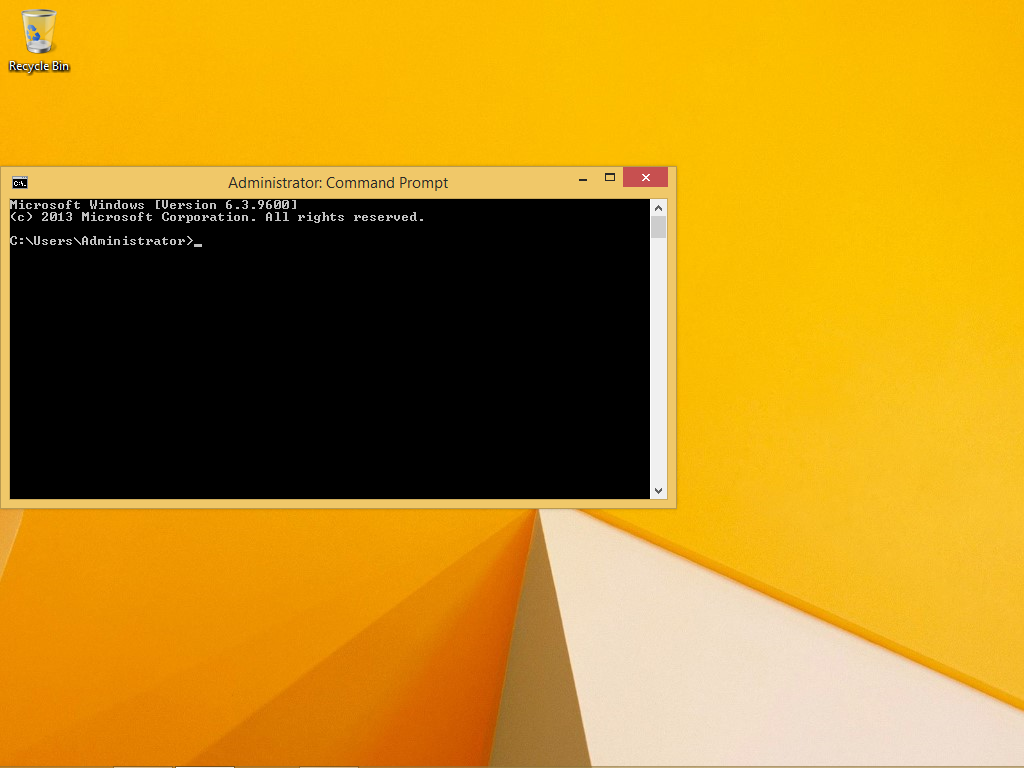 Recycle Bin
C:\.
Administrator: Command Prompt
Microsoft Windows [Version 6.3.9600]
(c) 2013 Microsoft Corporation. All rights reserved.
C:\Users\Administrator>_